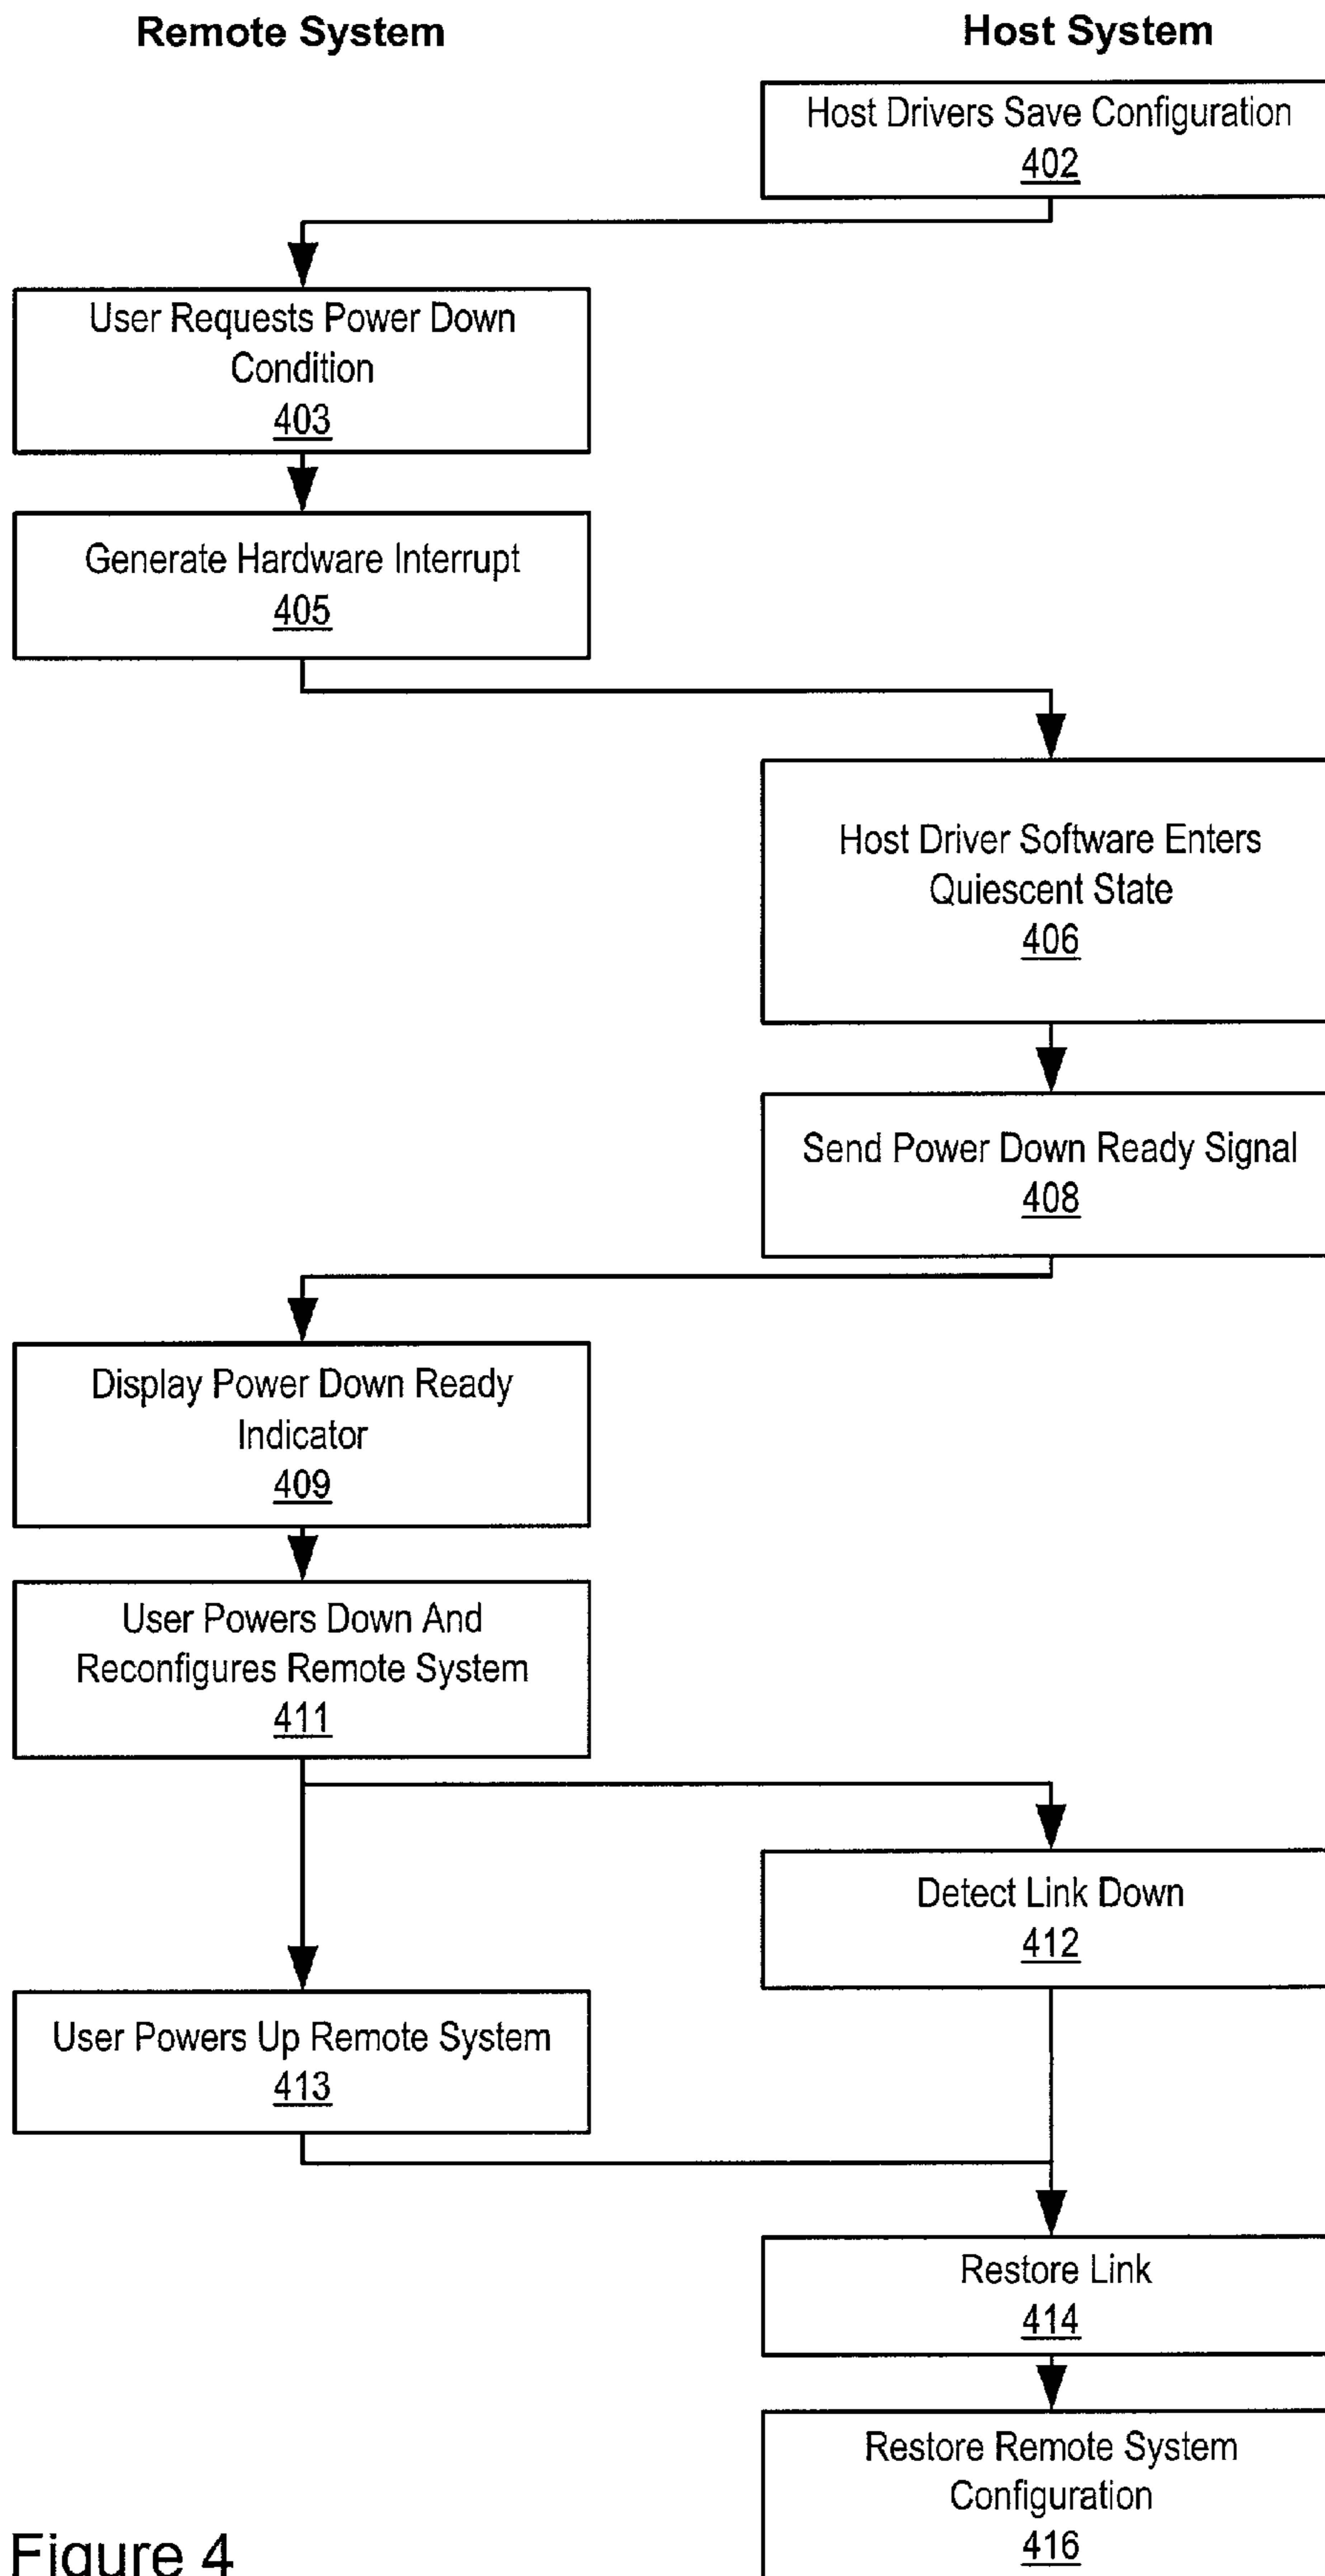 Remote System
Host System
Host Drivers Save Configuration
402
User Requests Power Down
Condition
403
Generate Hardware Interrupt
405
Host Driver Software Enters
Quiescent State
406
Send Power Down Ready Signal
408
Display Power Down Ready
Indicator
409
User Powers Down And
Reconfigures Remote System
411
Detect Link Down
412
User Powers Up Remote System
413
Restore Link
414
Restore Remote System
Configuration
416
Figure 4